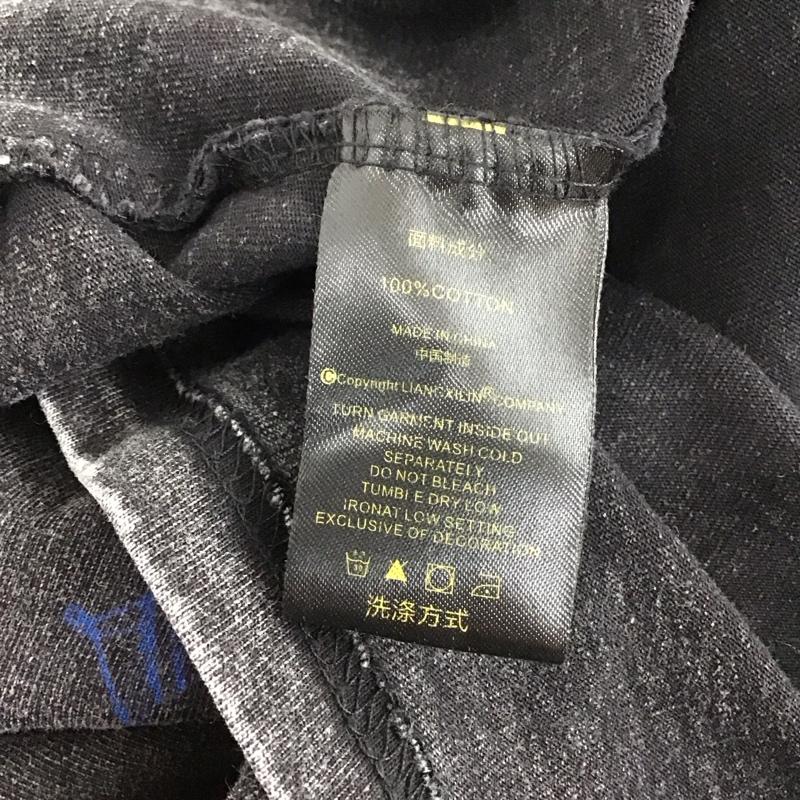 面料成分
100%COTTON
MADE IN CHINA
中国制造
©Copyright LIANGXILIN® COMPANY
TURN GARMENT INSIDE OUT
MACHINE WASH COLD
SEPARATELY
DO NOT BLEACH
TUMBLE DRY LOW
IRONAT LOW SETTING
EXCLUSIVE OF DECORATION
洗涤方式